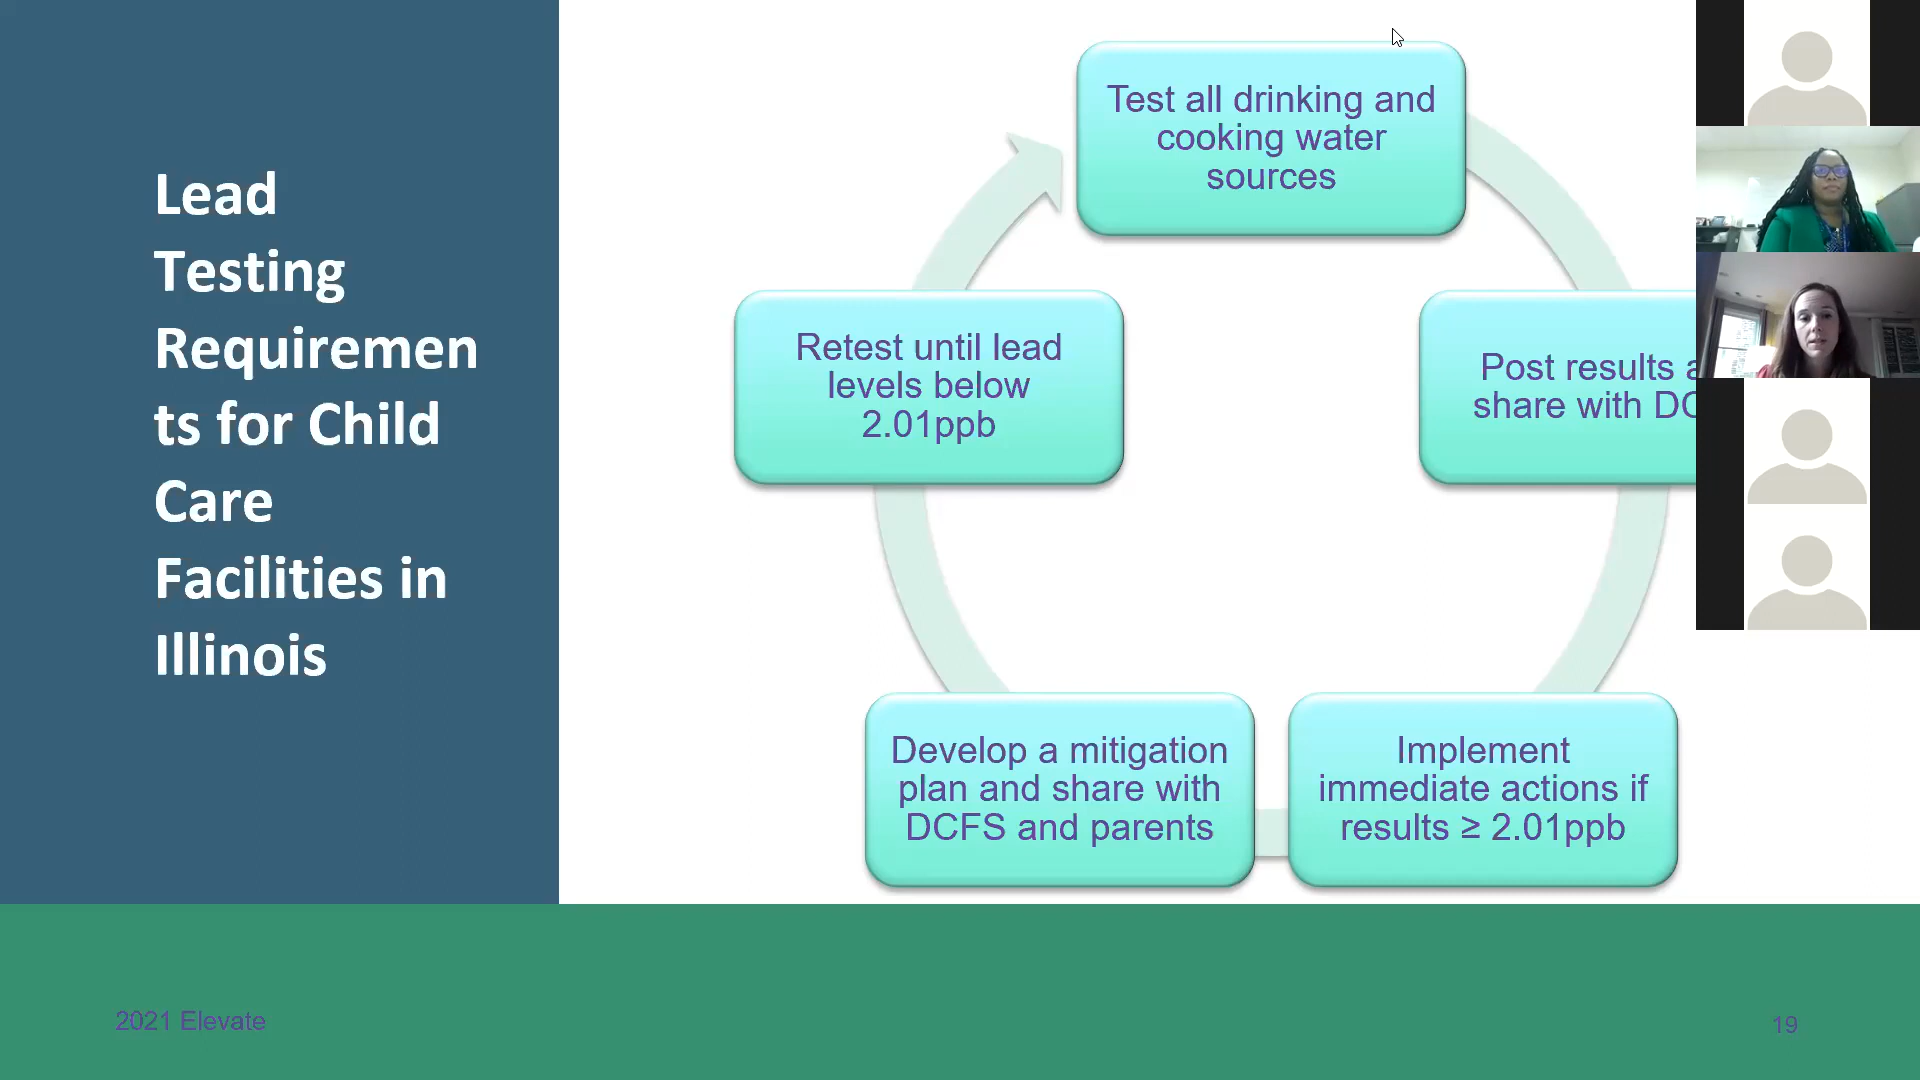 Lead
Testing
Requiremen
ts for Child
Care
Facilities in
Illinois
Test all drinking and
cooking water
sources
Post results
share with
Implement
immediate actions if
results ≥ 2.01ppb
Develop a mitigation
plan and share with
DCFS and parents
Retest until lead
levels below
2.01ppb
2021 Elevate
19